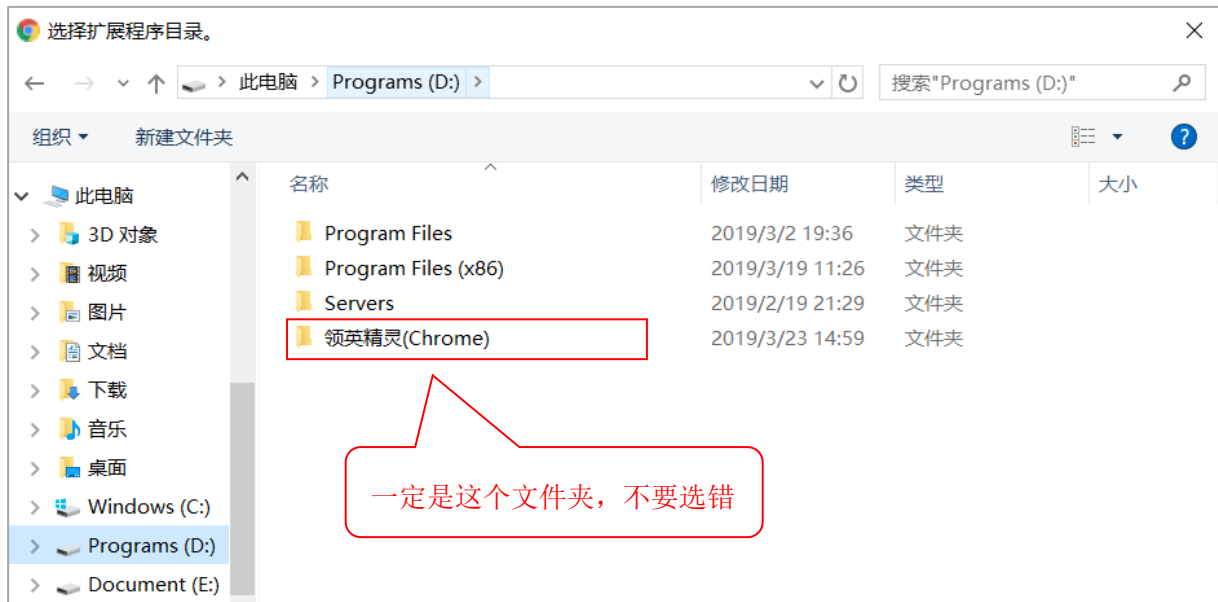 选择扩展程序目录。
此电脑 Programs (D:)
搜索"Programs (D:)"
组织 新建文件夹
名称 修改日期 类型 大小
此电脑
3D 对象
视频
图片
文档
下载
音乐
桌面
Windows (C:)
Programs (D:)
Document (E:)
Program Files 2019/3/2 19:36 文件夹
Program Files (x86) 2019/3/19 11:26 文件夹
Servers 2019/2/19 21:29 文件夹
领英精灵(Chrome) 2019/3/23 14:59 文件夹
一定是这个文件夹，不要选错